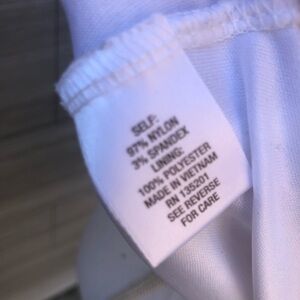 SELF:
97% NYLON
3% SPANDEX
LINING:
100% POLYESTER
MADE IN VIETNAM
RN 135201
SEE REVERSE
FOR CARE